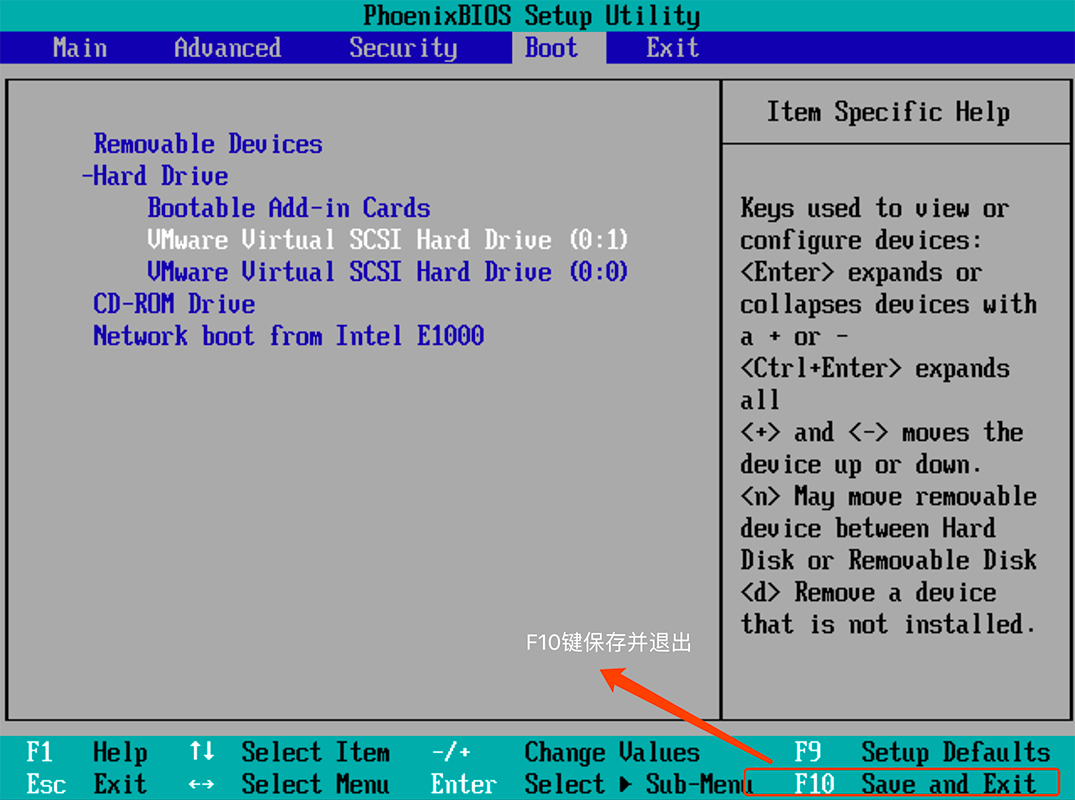 PhoenixBIOS Setup Utility
Main Advanced Security Boot Exit
Removable Devices
-Hard Drive
Bootable Add-in Cards
VMware Virtual SCSI Hard Drive (0:1)
VMware Virtual SCSI Hard Drive (0:0)
CD-ROM Drive
Network boot from Intel E1000
Item Specific Help
Keys used to view or
configure devices:
<Enter> expands or
collapses devices with
a + or -
<Ctrl+Enter> expands
all
<+> and <-> moves the
device up or down.
<n> May move removable
device between Hard
Disk or Removable Disk
<d> Remove a device
that is not installed.
F10键保存并退出
F1 Help ↑↓ Select Item -/+ Change Values F9 Setup Defaults
Esc Exit ↔ Select Menu Enter Select ▶ Sub-Menu F10 Save and Exit